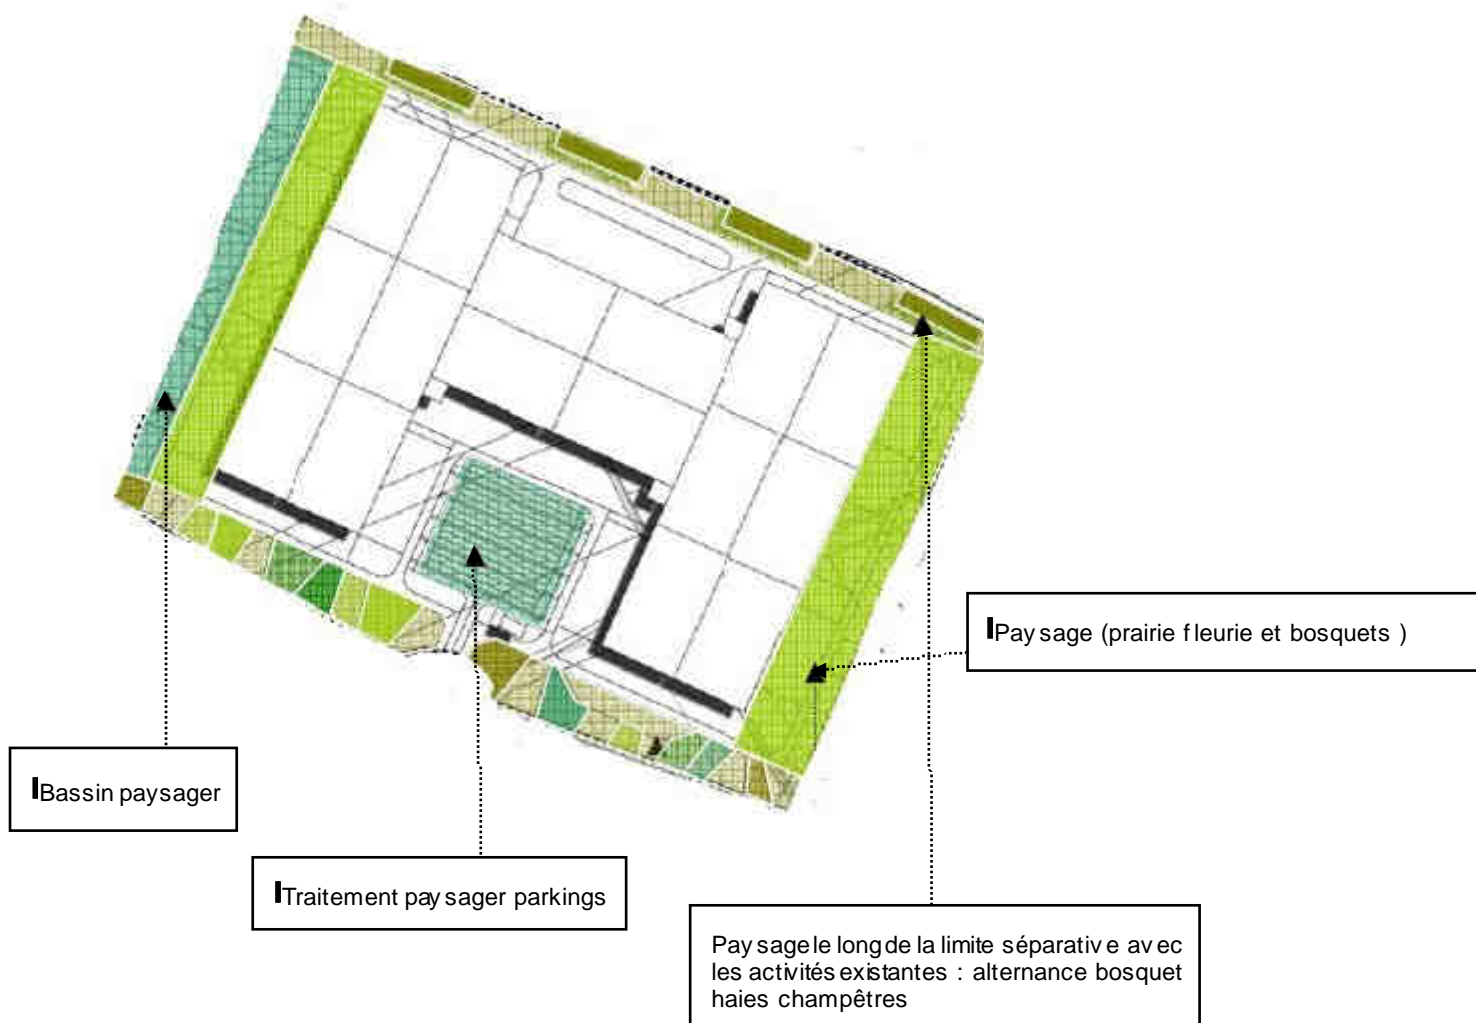 Paysage (prairie fleurie et bosquets )
Bassin paysager
Traitement paysager parkings
Paysage le long de la limite séparative avec
les activités existantes : alternance bosquet
haies champêtres